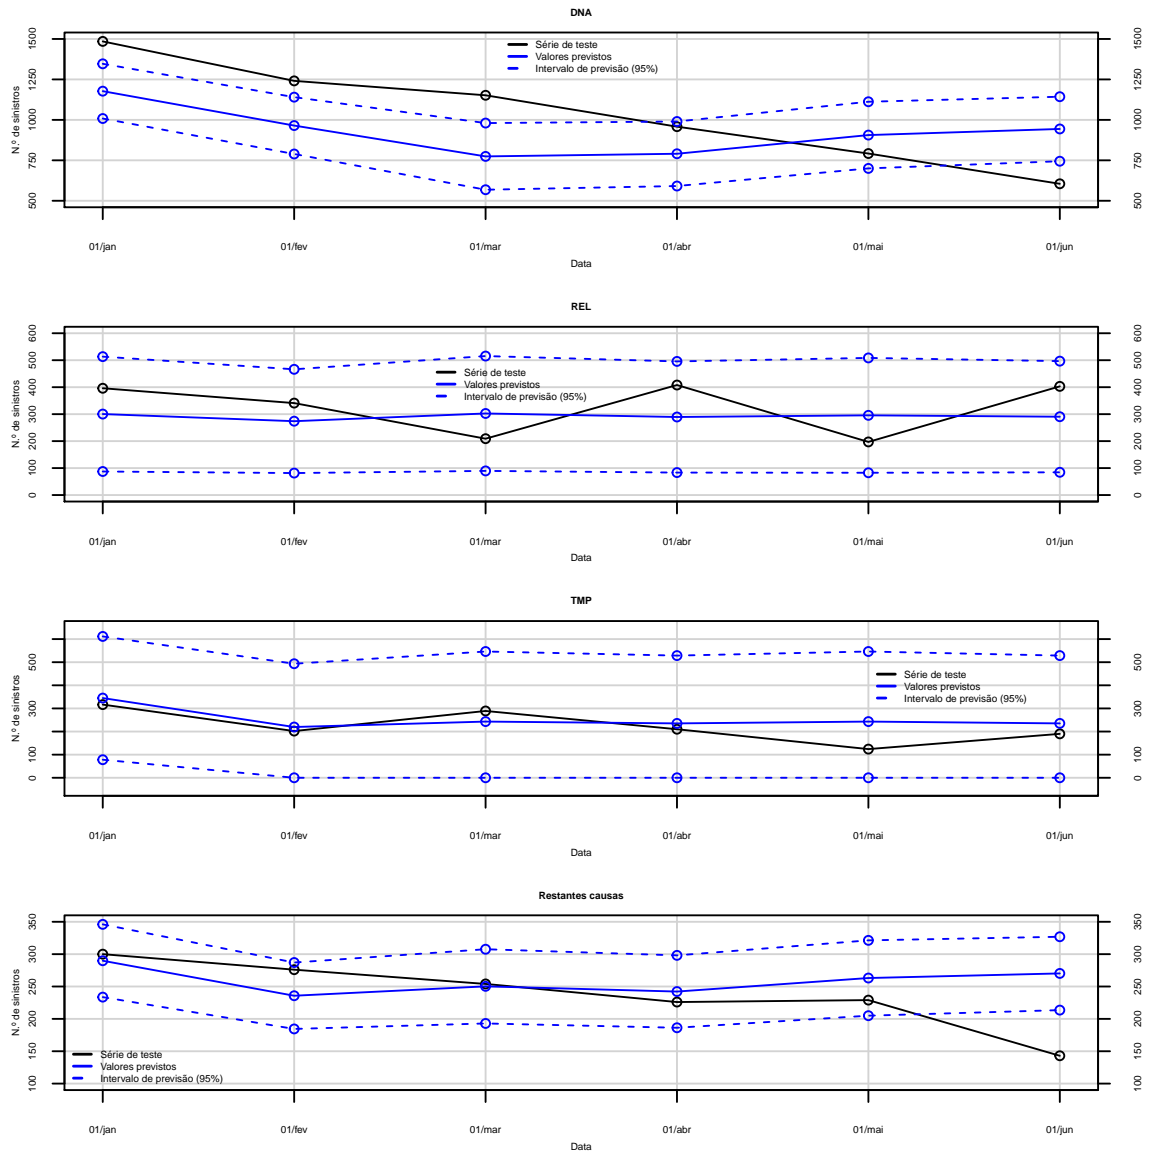 DNA
1500
1250
1000
750
500
N.º de sinistros
Série de teste
Valores previstos
Intervalo de previsão (95%)
1500
1250
1000
750
500
01/jan 01/fev 01/mar 01/abr 01/mai 01/jun
Data
REL
600
500
400
300
200
100
0
N.º de sinistros
Série de teste
Valores previstos
Intervalo de previsão (95%)
600
500
400
300
200
100
0
01/jan 01/fev 01/mar 01/abr 01/mai 01/jun
Data
TMP
500
300
100
0
N.º de sinistros
Série de teste
Valores previstos
Intervalo de previsão (95%)
500
300
100
0
01/jan 01/fev 01/mar 01/abr 01/mai 01/jun
Data
Restantes causas
350
300
250
200
150
100
N.º de sinistros
Série de teste
Valores previstos
Intervalo de previsão (95%)
350
300
250
200
150
100
01/jan 01/fev 01/mar 01/abr 01/mai 01/jun
Data